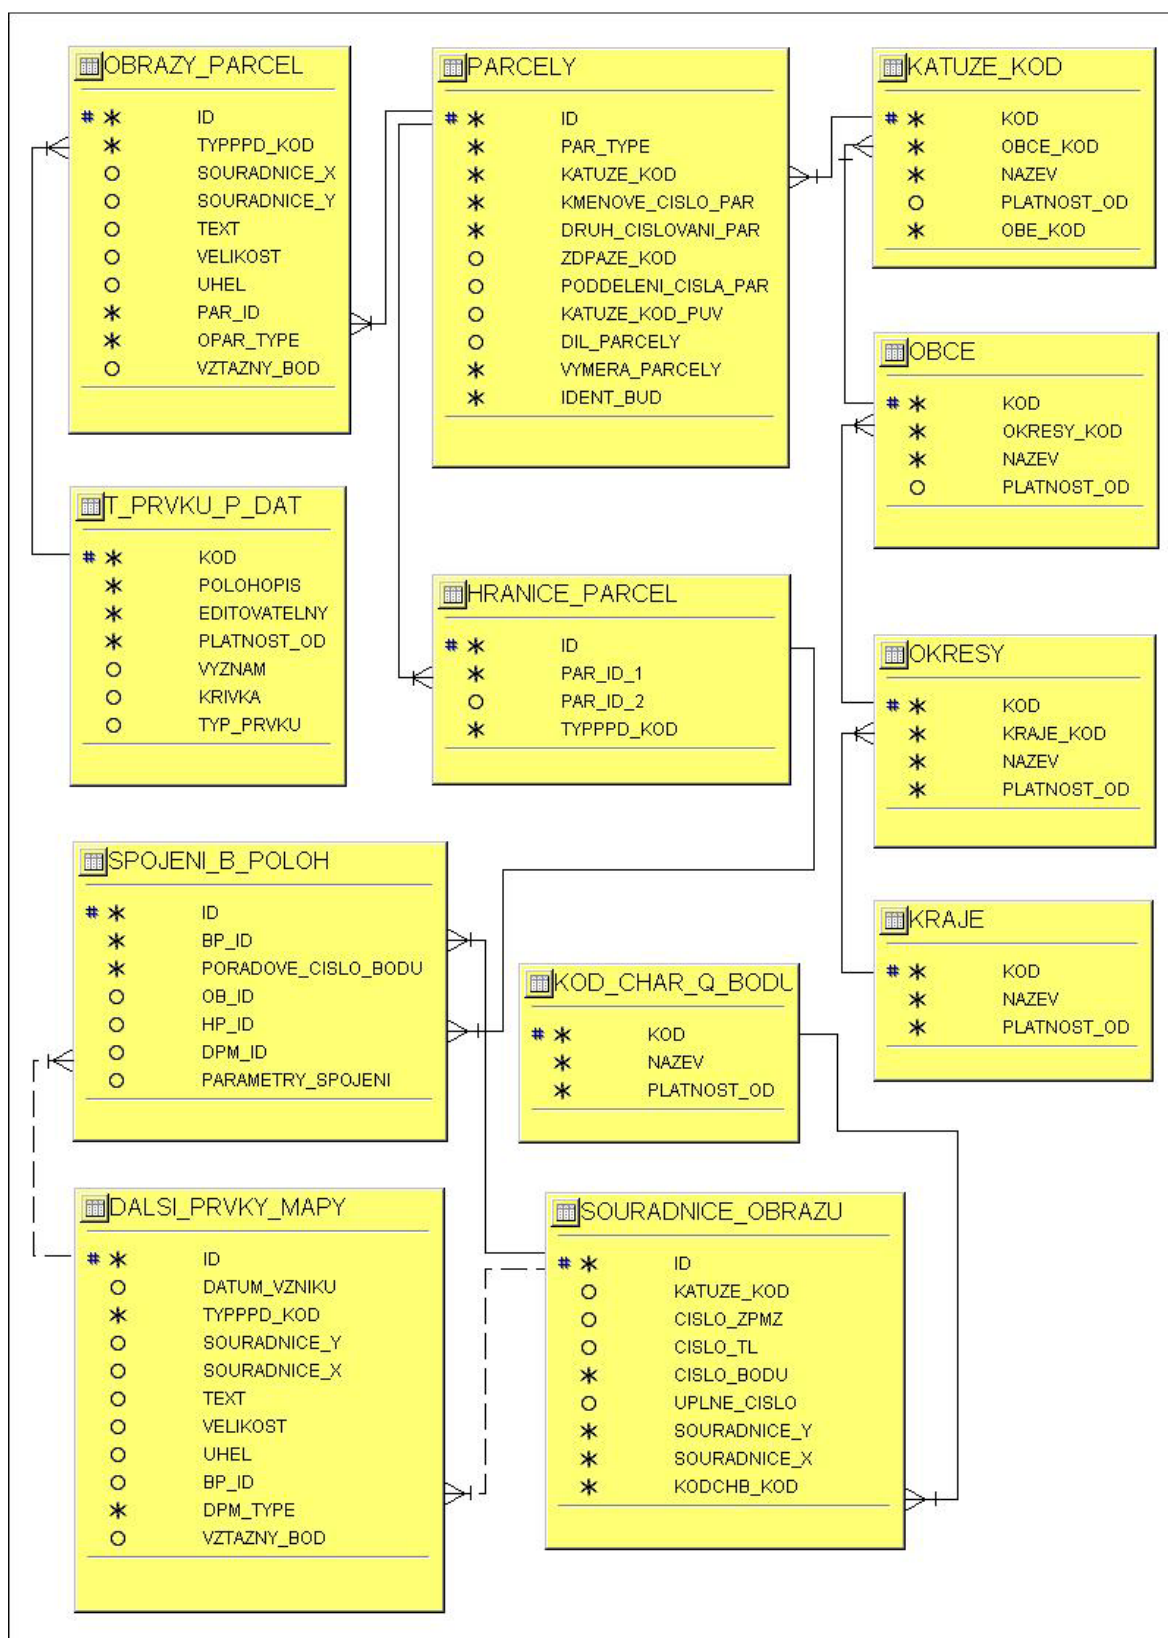 OBRAZY_PARCEL
# * ID
* TYPPPD_KOD
o SOURADNICE_X
o SOURADNICE_Y
o TEXT
o VELIKOST
o UHEL
* PAR_ID
* OPAR_TYPE
o VZTAZNY_BOD
PARCELY
# * ID
* PAR_TYPE
* KATUZE_KOD
* KMENOVE_CISLO_PAR
* DRUH_CISLOVANI_PAR
o ZDPAZE_KOD
o PODDELENI_CISLA_PAR
o KATUZE_KOD_PUV
o DIL_PARCELY
* VYMERA_PARCELY
* IDENT_BUD
KATUZE_KOD
# * KOD
* OBCE_KOD
* NAZEV
o PLATNOST_OD
* OBE_KOD
OBCE
# * KOD
* OKRESY_KOD
* NAZEV
o PLATNOST_OD
T_PRVKU_P_DAT
# * KOD
* POLOHOPIS
* EDITOVATELNY
* PLATNOST_OD
o VYZNAM
o KRIVKA
o TYP_PRVKU
HRANICE_PARCEL
# * ID
* PAR_ID_1
o PAR_ID_2
* TYPPPD_KOD
OKRESY
# * KOD
* KRAJE_KOD
* NAZEV
* PLATNOST_OD
SPOJENI_B_POLOH
# * ID
* BP_ID
* PORADOVE_CISLO_BODU
o OB_ID
o HP_ID
o DPM_ID
o PARAMETRY_SPOJENI
KOD_CHAR_Q_BODU
# * KOD
* NAZEV
* PLATNOST_OD
KRAJE
# * KOD
* NAZEV
* PLATNOST_OD
DALSI_PRVKY_MAPY
# * ID
o DATUM_VZNIKU
* TYPPPD_KOD
o SOURADNICE_Y
o SOURADNICE_X
o TEXT
o VELIKOST
o UHEL
o BP_ID
* DPM_TYPE
o VZTAZNY_BOD
SOURADNICE_OBRAZU
# * ID
o KATUZE_KOD
o CISLO_ZPMZ
o CISLO_TL
* CISLO_BODU
o UPLNE_CISLO
* SOURADNICE_Y
* SOURADNICE_X
* KODCHB_KOD